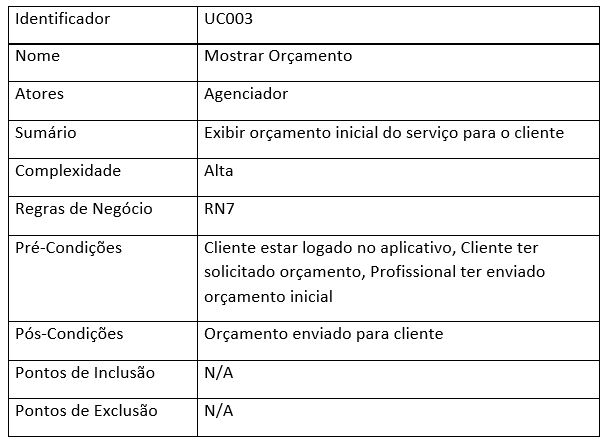 Identificador UC003
Nome Mostrar Orçamento
Atores Agenciador
Sumário Exibir orçamento inicial do serviço para o cliente
Complexidade Alta
Regras de Negócio RN7
Pré-Condições Cliente estar logado no aplicativo, Cliente ter
solicitado orçamento, Profissional ter enviado
orçamento inicial
Pós-Condições Orçamento enviado para cliente
Pontos de Inclusão N/A
Pontos de Exclusão N/A